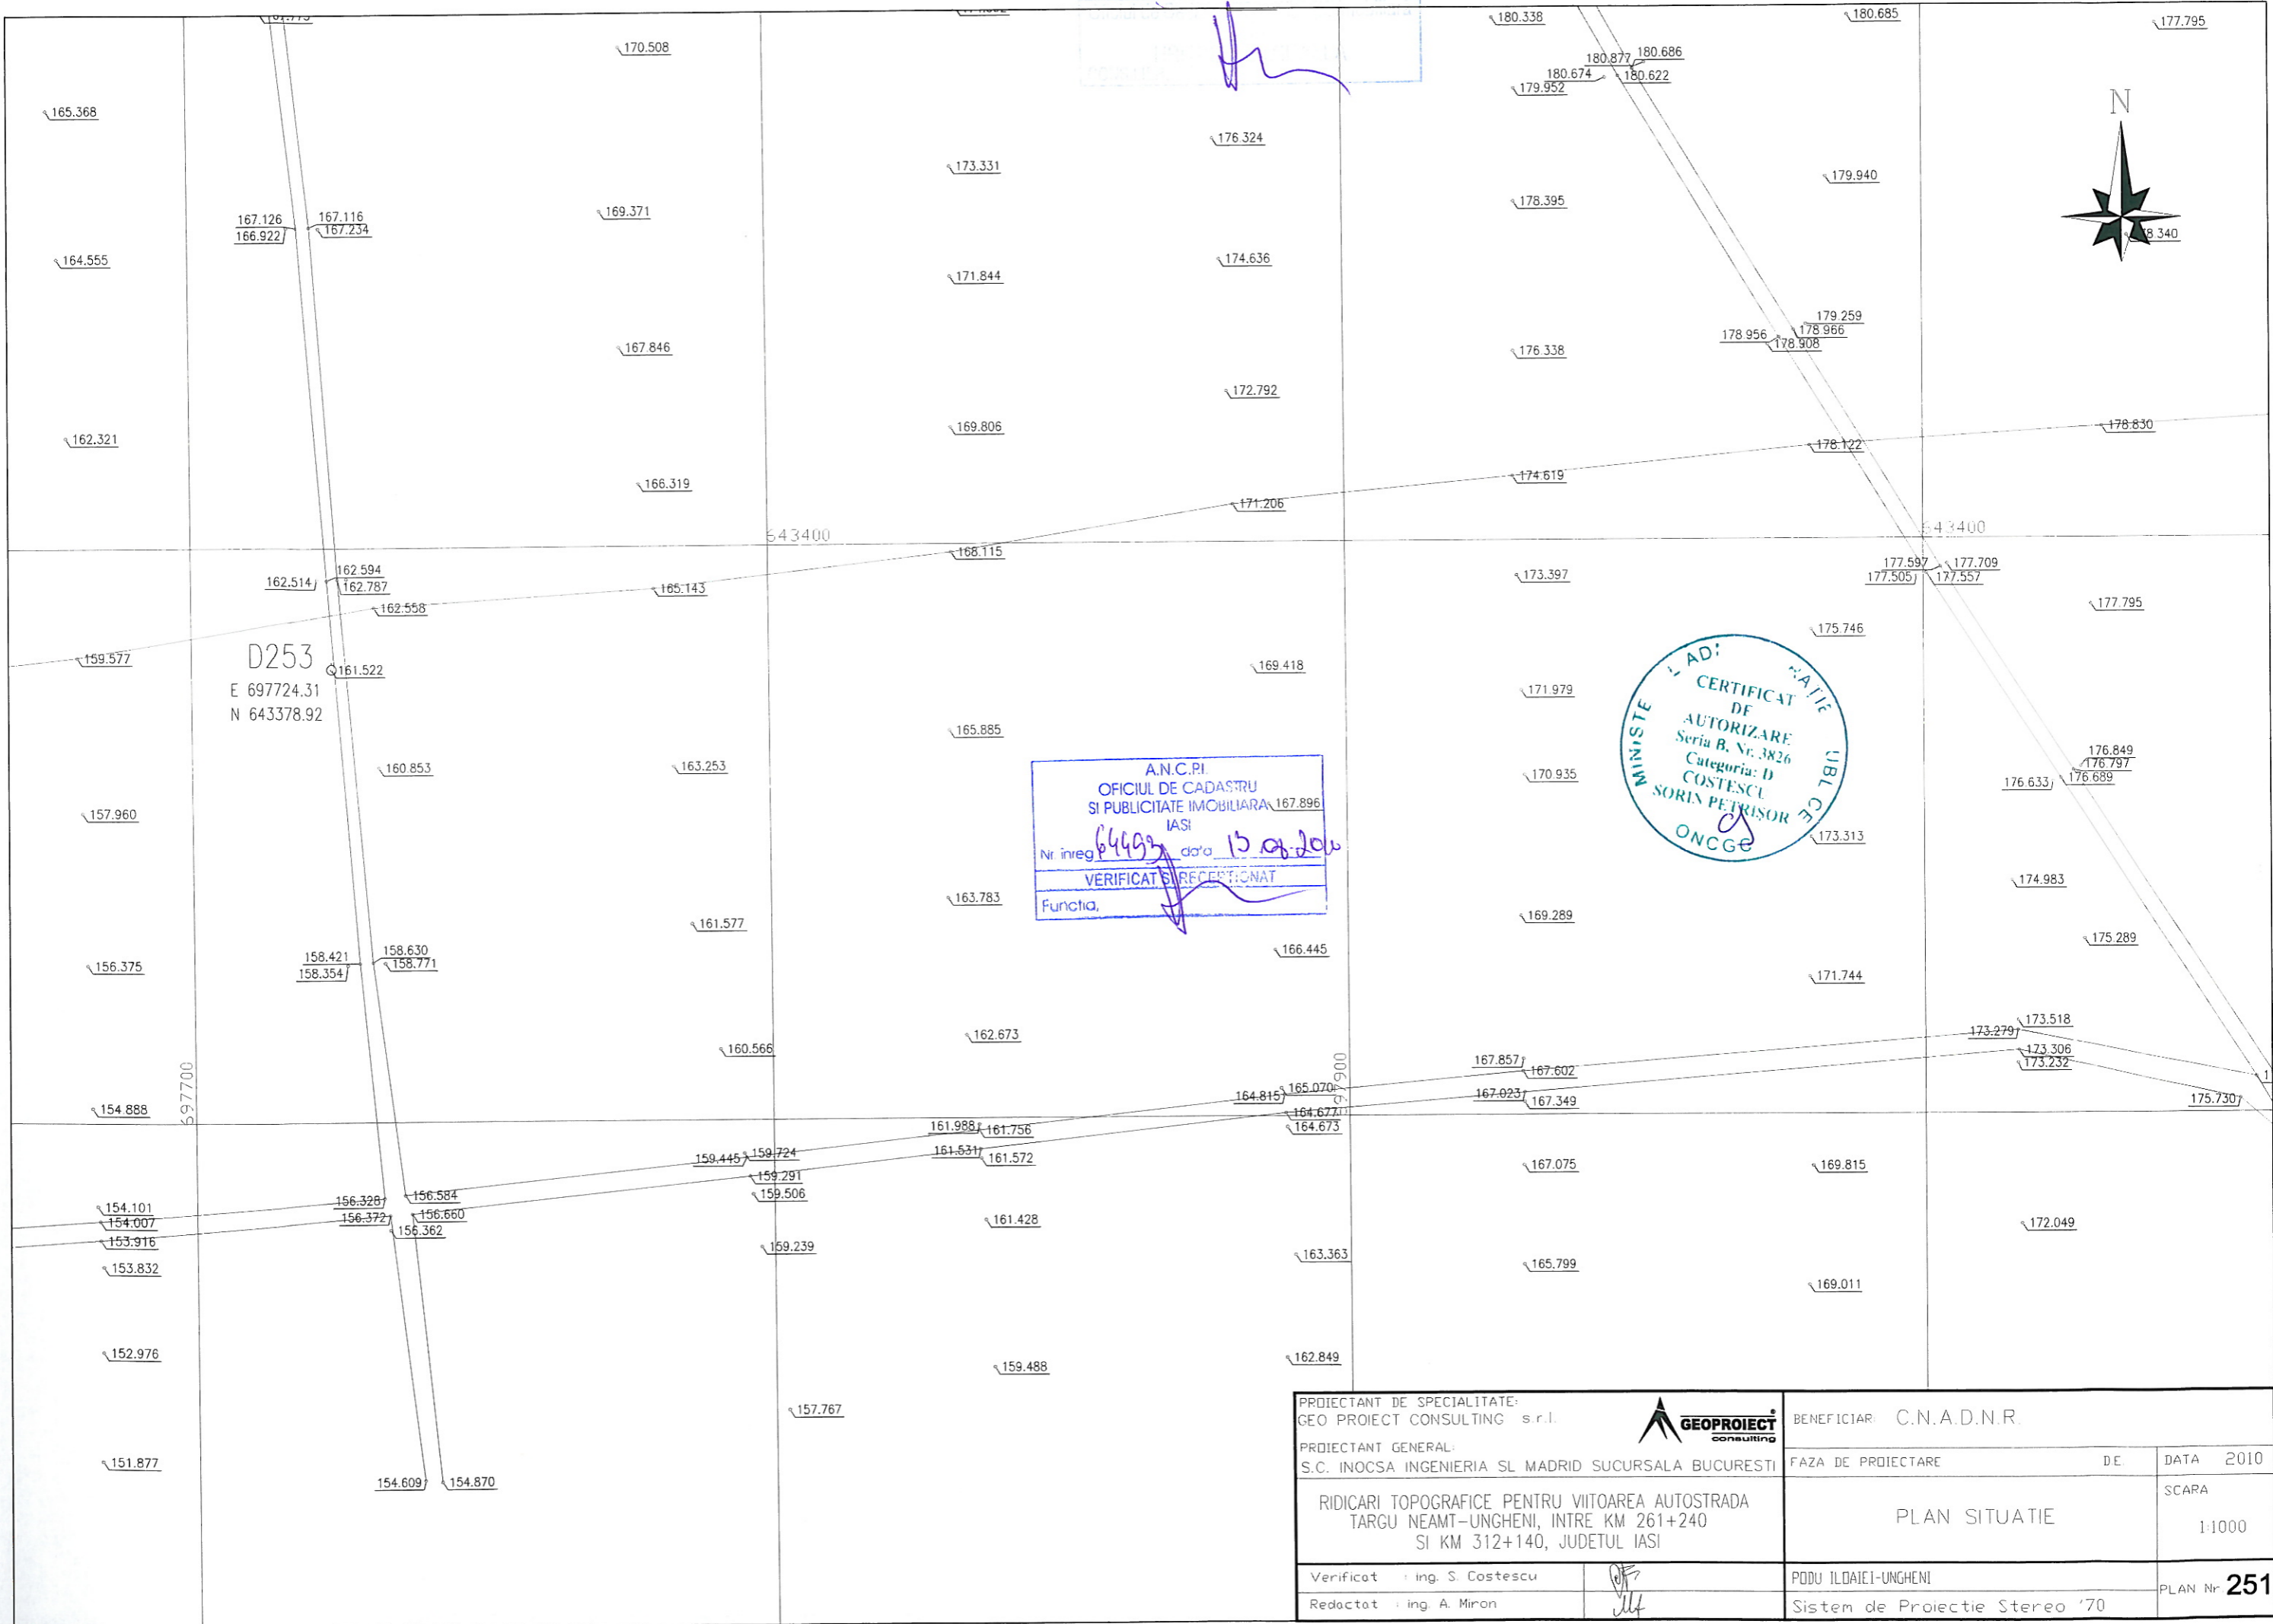 170.508
180.338
180.685
177.795
180.877 180.686
180.674 180.622
179.952
165.368
N
176.324
173.331
179.940
178.395
169.371
167.126 167.116
166.922 167.234
164.555
174.636
171.844
179.259
178.966
178.956 178.908
167.846
176.338
172.792
169.806
162.321
178.830
178.122
174.619
166.319
171.206
643400
643400
168.115
162.594
162.514 162.787
165.143
162.558
173.397
177.597 177.709
177.505 177.557
177.795
175.746
159.577
D253
161.522
E 697724.31
N 643378.92
169.418
171.979
165.885
CERTIFICAT
DE
AUTORIZARE
Seria B, Nr. 3826
Categoria: D
COSTESCU
SORIN PETRIȘOR
ONCGC
160.853
163.253
170.935
176.849
176.797
176.633 176.689
A.N.C.P.I.
OFICIUL DE CADASTRU
SI PUBLICITATE IMOBILIARA
IASI
Nr. inreg 64493 data
VERIFICAT SI RECEPTIONAT
Functia,
167.896
157.960
173.313
163.783
174.983
161.577
169.289
166.445
175.289
158.421 158.630
158.354 158.771
156.375
171.744
162.673
160.566
173.279 173.518
173.306
173.232
167.857
167.602
167.023
167.349
175.730
697700
697900
165.070
164.815
164.677
164.673
154.888
161.988 161.756
161.531
161.572
159.445 159.724
159.291
159.506
167.075
169.815
156.328 156.584
156.372 156.660
156.362
154.101
154.007
153.916
153.832
161.428
172.049
159.239
163.363
165.799
169.011
152.976
162.849
159.488
157.767
151.877
154.609 154.870
PROIECTANT DE SPECIALITATE:
GEO PROIECT CONSULTING s.r.l.
GEOPROIECT
consulting
PROIECTANT GENERAL:
S.C. INOCSA INGENIERIA SL MADRID SUCURSALA BUCURESTI
RIDICARI TOPOGRAFICE PENTRU VIITOAREA AUTOSTRADA
TARGU NEAMT-UNGHENI, INTRE KM 261+240
SI KM 312+140, JUDETUL IASI
Verificat : ing. S. Costescu
Redactat : ing. A. Miron
BENEFICIAR: C.N.A.D.N.R.
FAZA DE PROIECTARE D.E.
DATA 2010
PLAN SITUATIE
SCARA
1:1000
PODU ILOAIEI-UNGHENI
Sistem de Proiectie Stereo '70
PLAN Nr 251